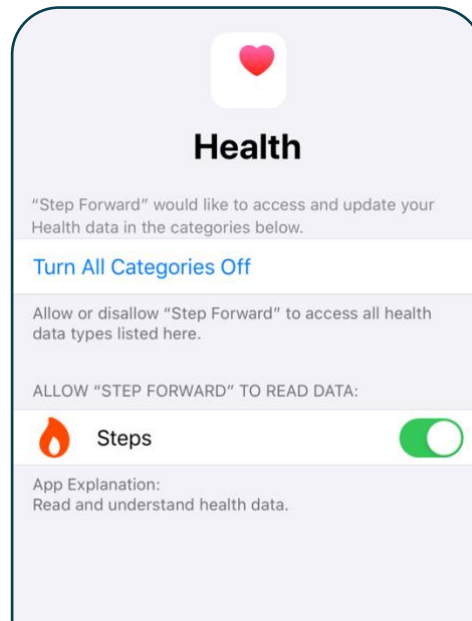 Health
“Step Forward” would like to access and update your
Health data in the categories below.
Turn All Categories Off
Allow or disallow “Step Forward” to access all health
data types listed here.
ALLOW “STEP FORWARD” TO READ DATA:
Steps
App Explanation:
Read and understand health data.